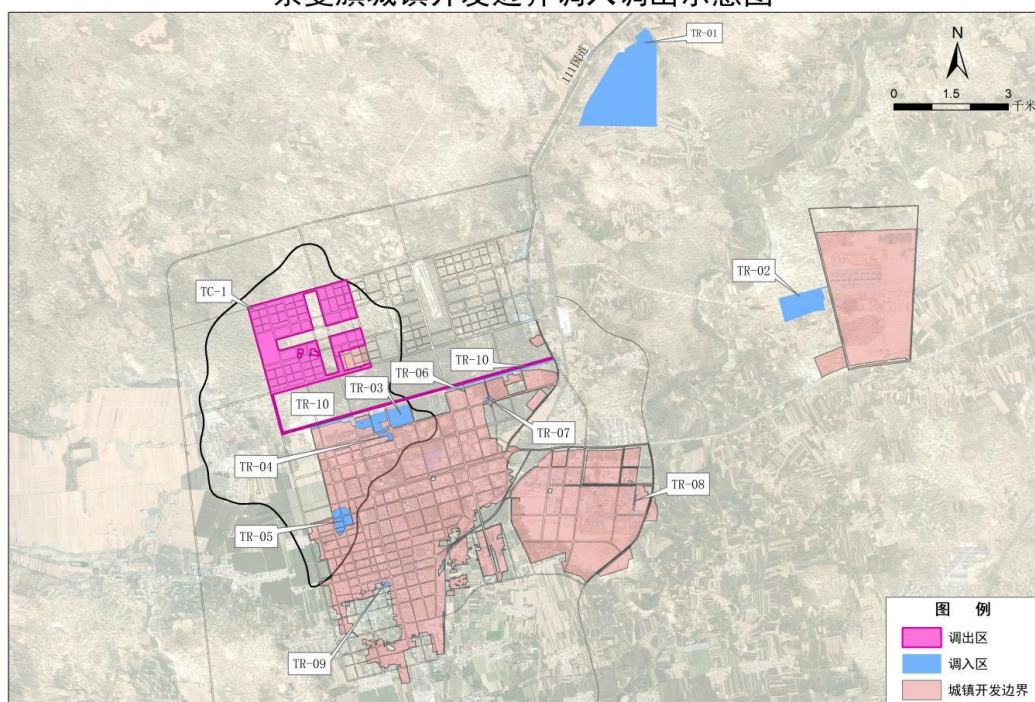 奈曼旗城镇开发边界调入调出示意图
TR-01
111国道
N
0 1.5 3
千米
TR-02
TC-1
TR-10
TR-06
TR-03
TR-10
TR-07
TR-04
TR-08
TR-05
TR-09
图 例
调出区
调入区
城镇开发边界